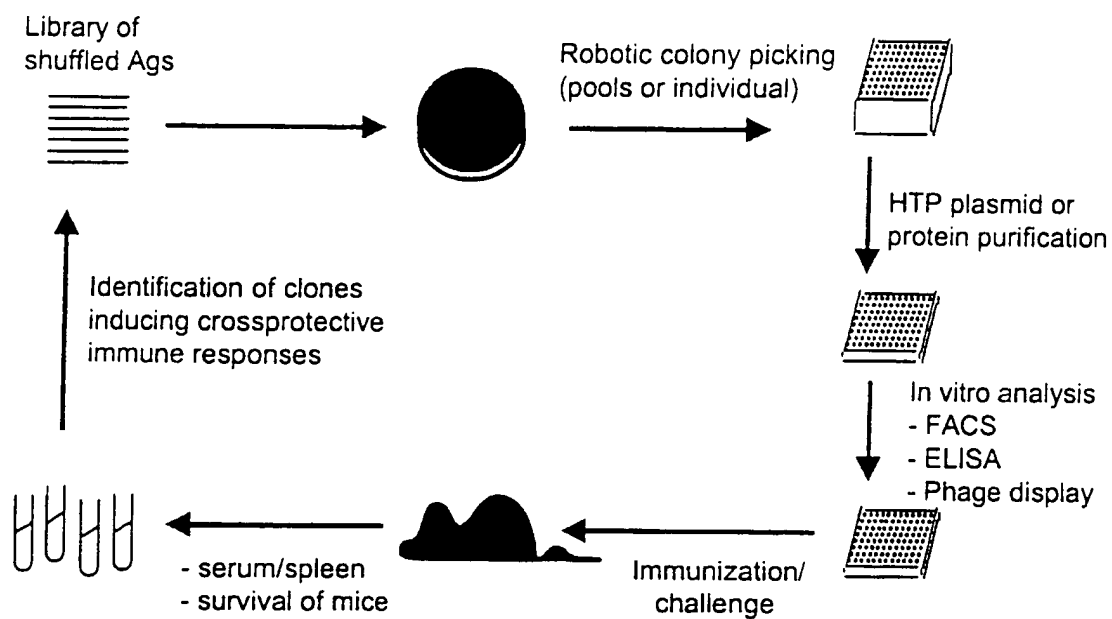 Library of
shuffled Ags
Robotic colony picking
(pools or individual)
HTP plasmid or
protein purification
In vitro analysis
- FACS
- ELISA
- Phage display
Immunization/
challenge
- serum/spleen
- survival of mice
Identification of clones
inducing crossprotective
immune responses